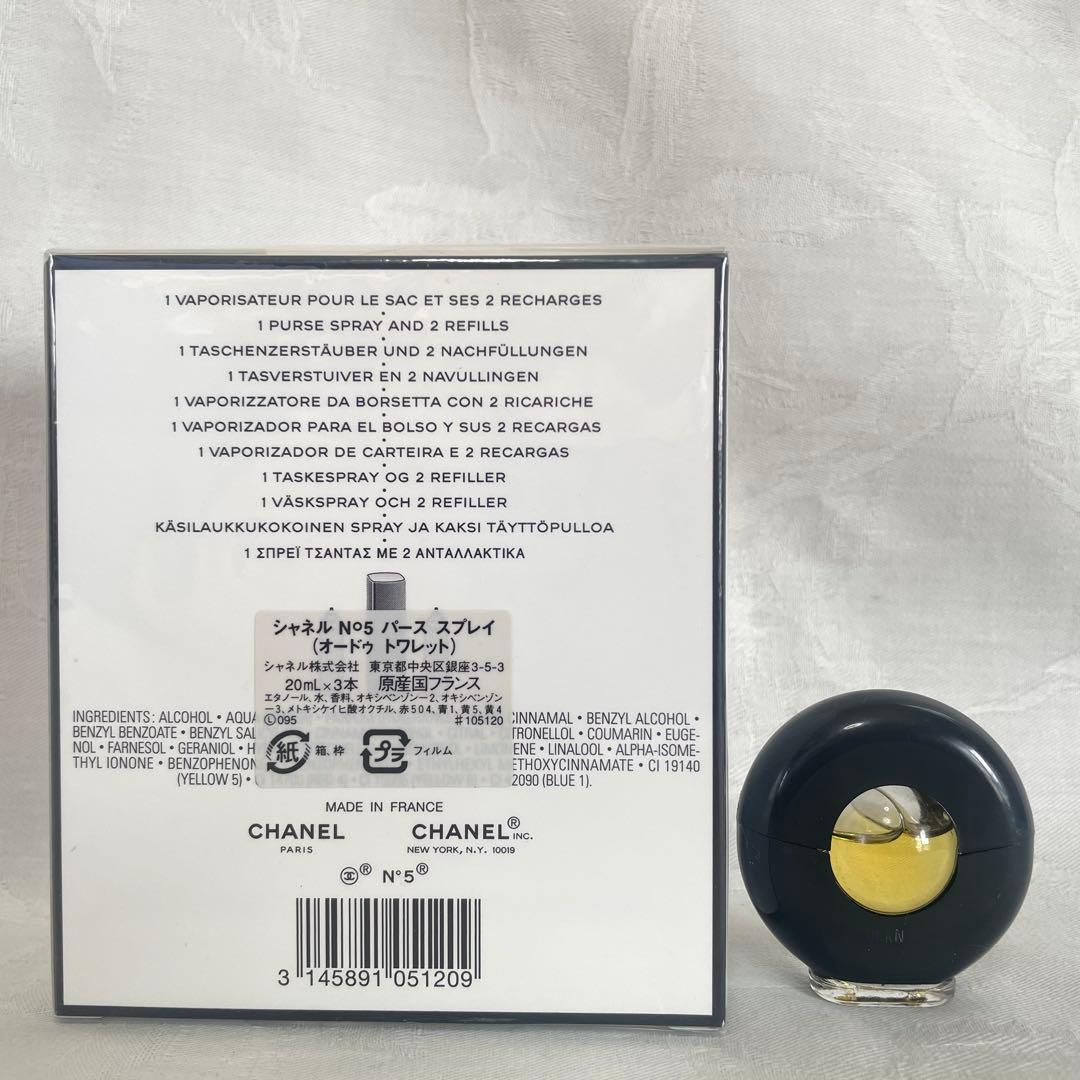 1 VAPORISATEUR POUR LE SAC ET SES 2 RECHARGES
1 PURSE SPRAY AND 2 REFILLS
1 TASCHENZERSTÄUBER UND 2 NACHFÜLLUNGEN
1 TASVERSTUIVER EN 2 NAVULLINGEN
1 VAPORIZZATORE DA BORSETTA CON 2 RICARICHE
1 VAPORIZADOR PARA EL BOLSO Y SUS 2 RECARGAS
1 VAPORIZADOR DE CARTEIRA E 2 RECARGAS
1 TASKESPRAY OG 2 REFILLER
1 VÄSKSPRAY OCH 2 REFILLER
KÄSILAUKKUKOKOINEN SPRAY JA KAKSI TÄYTTÖPULLOA
1 ΣΠΡΕΪ ΤΣΑΝΤΑΣ ΜΕ 2 ΑΝΤΑΛΛΑΚΤΙΚΑ
シャネル Nº5 パース スプレイ
(オードゥ トワレット)
シャネル株式会社 東京都中央区銀座3-5-3
20mL×3本 原産国フランス
エタノール、水、香料、オキシベンゾン-2、オキシベンゾン
-3、メトキシケイヒ酸オクチル、赤504、青1、黄5、黄4
Ⓛ095 #105120
紙 箱、枠 プラ フィルム
INGREDIENTS: ALCOHOL • AQUA CINNAMAL • BENZYL ALCOHOL •
BENZYL BENZOATE • BENZYL CITRONELLOL • COUMARIN • EUGE-
NOL • FARNESOL • GERANIOL • LINALOOL • ALPHA-ISOME-
THYL IONONE • METHOXYCINNAMATE • CI 19140
(YELLOW 5) • (BLUE 1).
MADE IN FRANCE
CHANEL CHANEL® INC.
PARIS NEW YORK, N.Y. 10019
® N°5®
3 145891 051209